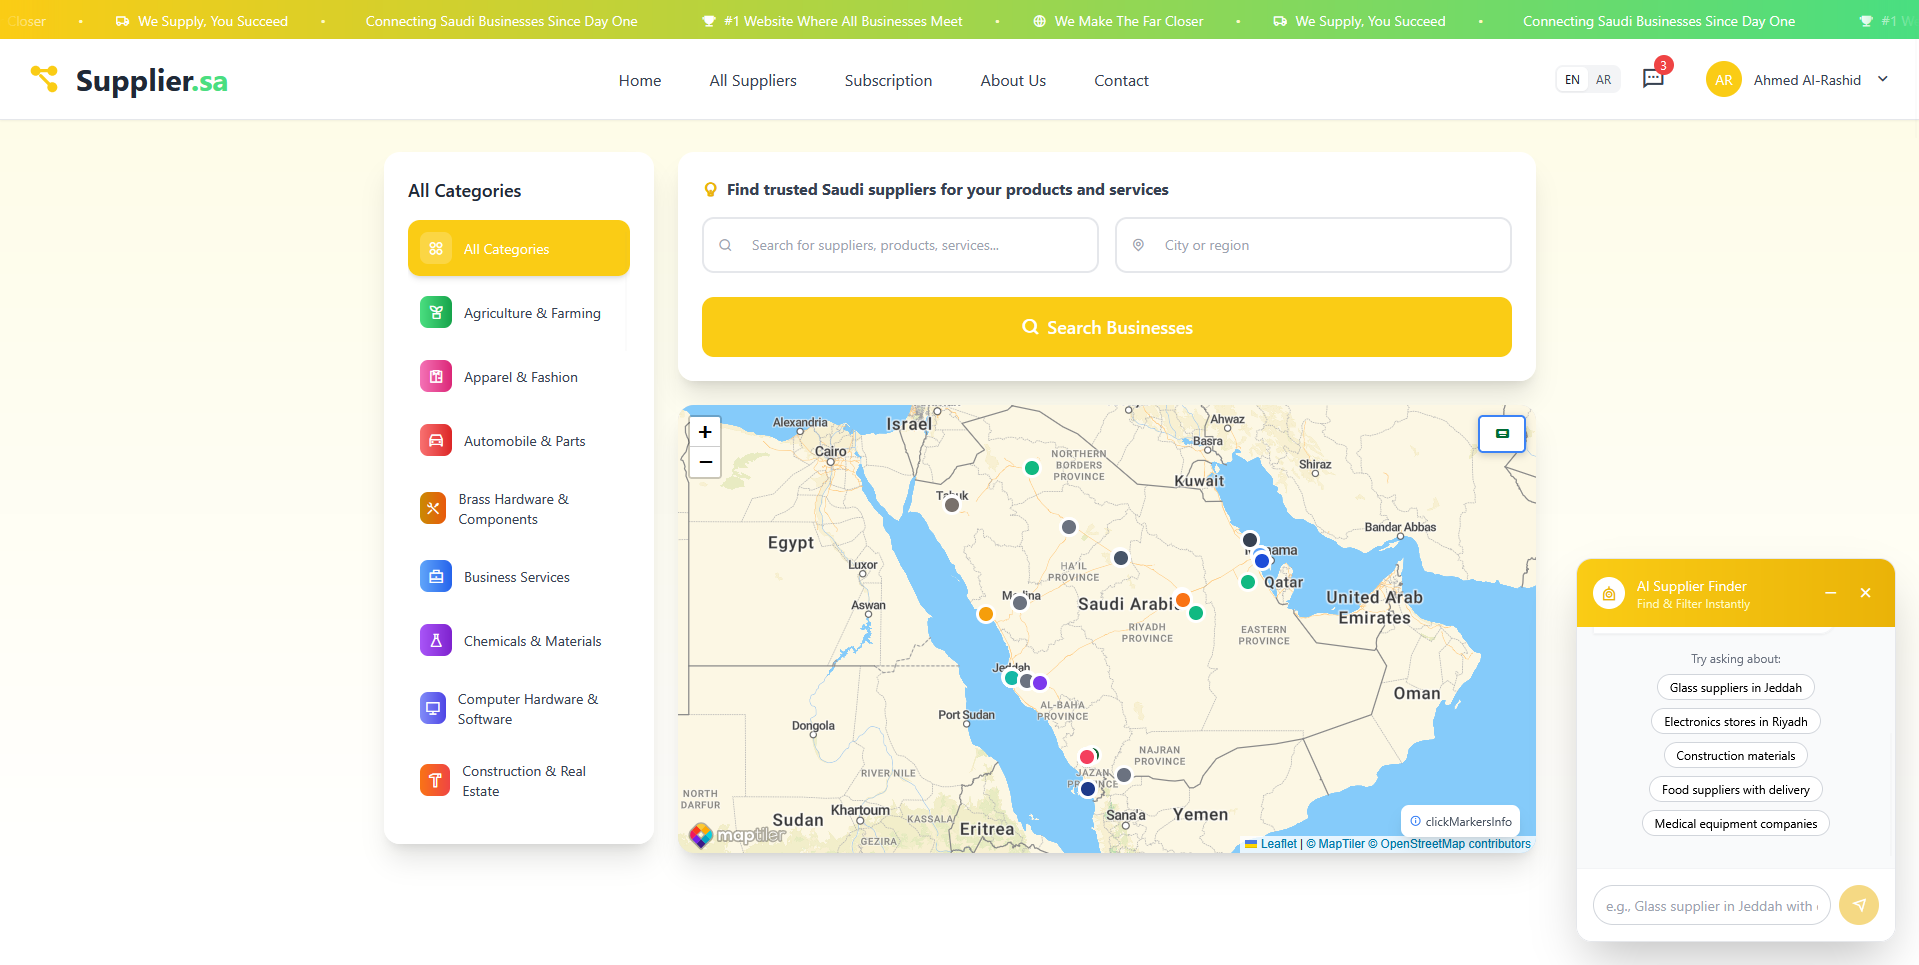 Closer • We Supply, You Succeed • Connecting Saudi Businesses Since Day One #1 Website Where All Businesses Meet • We Make The Far Closer • We Supply, You Succeed • Connecting Saudi Businesses Since Day One #1 W
Supplier.sa
Home
All Suppliers
Subscription
About Us
Contact
EN AR
3
AR
Ahmed Al-Rashid
All Categories
All Categories
Agriculture & Farming
Apparel & Fashion
Automobile & Parts
Brass Hardware &
Components
Business Services
Chemicals & Materials
Computer Hardware &
Software
Construction & Real
Estate
Find trusted Saudi suppliers for your products and services
Search for suppliers, products, services...
City or region
Search Businesses
+
−
Alexandria
Israel
Ahwaz
Basra
Cairo
NORTHERN
BORDERS
PROVINCE
Shiraz
Kuwait
Tabuk
Bandar Abbas
Egypt
Luxor
HA'IL
PROVINCE
Qatar
Aswan
Medina
Saudi Arabia
United Arab
Emirates
RIYADH
PROVINCE
EASTERN
PROVINCE
Jeddah
Oman
AL-BAHA
PROVINCE
Port Sudan
Dongola
NAJRAN
PROVINCE
RIVER NILE
JAZAN
PROVINCE
NORTH
DARFUR
Khartoum
Sudan
KASSALA
Eritrea
Sana'a
Yemen
GEZIRA
maptiler
clickMarkersInfo
Leaflet | © MapTiler © OpenStreetMap contributors
AI Supplier Finder
Find & Filter Instantly
Try asking about:
Glass suppliers in Jeddah
Electronics stores in Riyadh
Construction materials
Food suppliers with delivery
Medical equipment companies
e.g., Glass supplier in Jeddah with